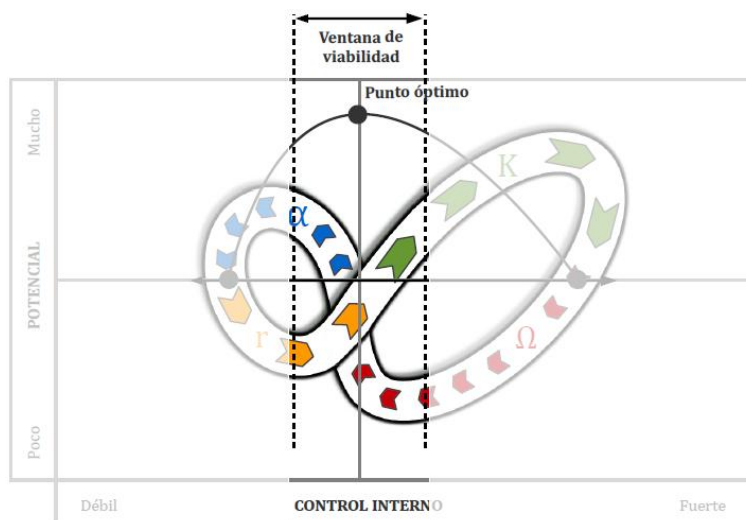 Ventana de
viabilidad
Punto óptimo
Mucho
K
α
POTENCIAL
r
Ω
Poco
Débil
CONTROL INTERNO
Fuerte